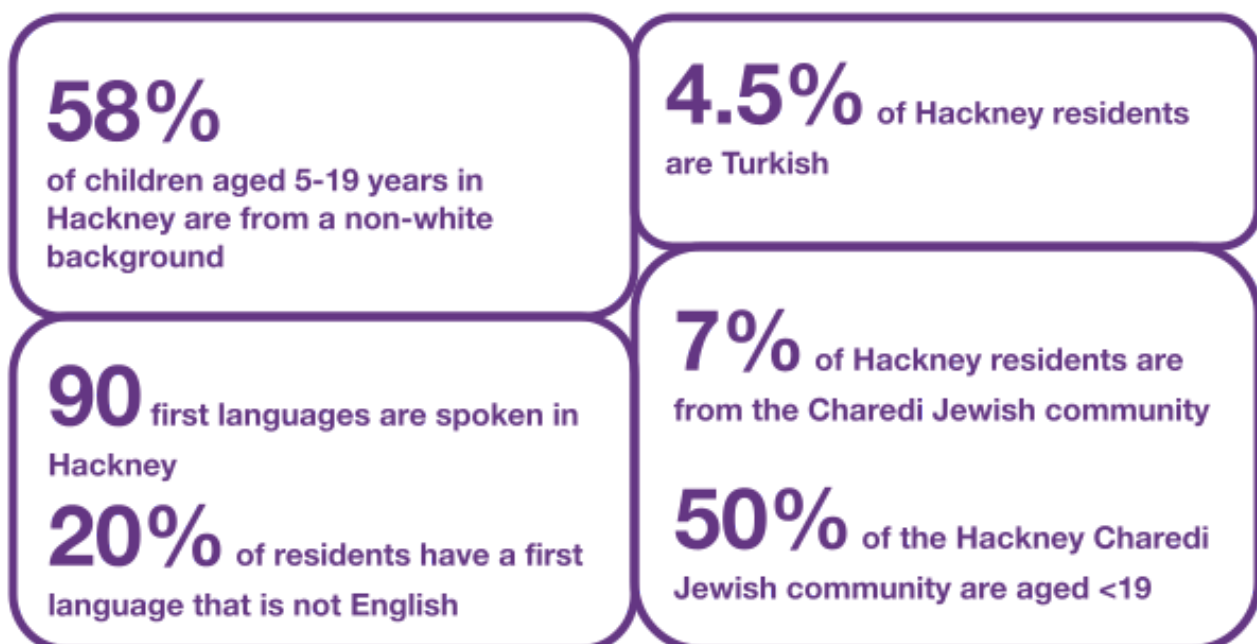 58%
of children aged 5-19 years in
Hackney are from a non-white
background
4.5% of Hackney residents
are Turkish
90 first languages are spoken in
Hackney
20% of residents have a first
language that is not English
7% of Hackney residents are
from the Charedi Jewish community
50% of the Hackney Charedi
Jewish community are aged <19